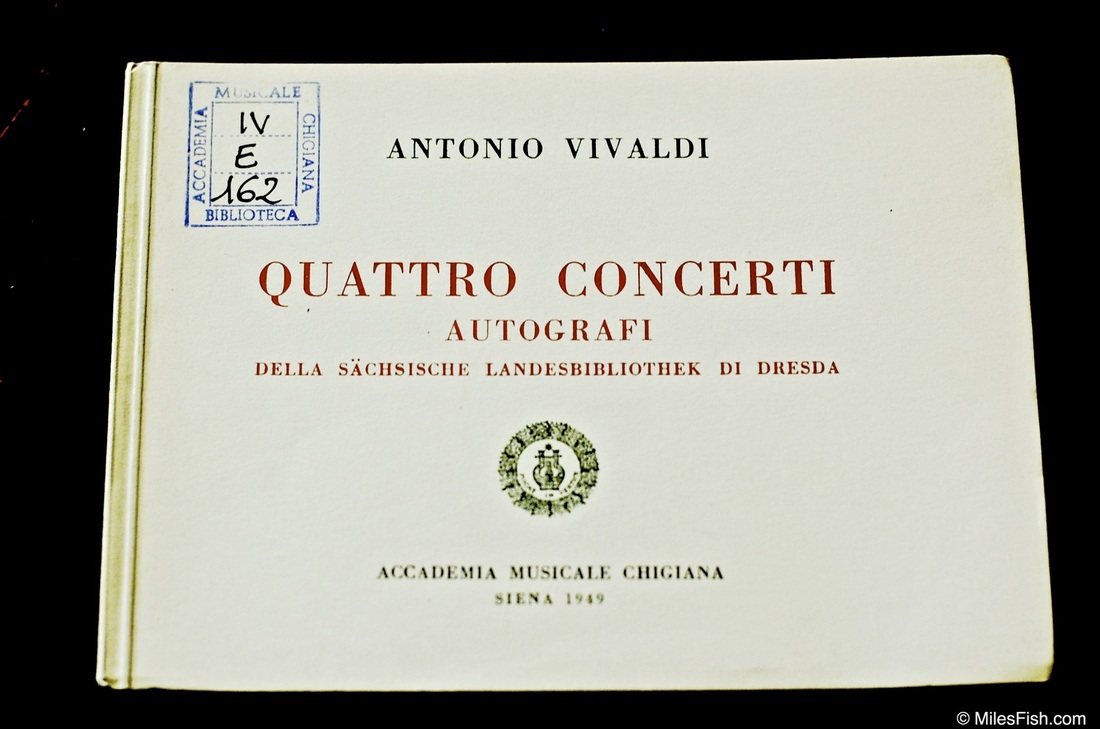 MUSICALE
ACCADEMIA
CHIGIANA
IV
E
162
BIBLIOTECA
ANTONIO VIVALDI
QUATTRO CONCERTI
AUTOGRAFI
DELLA SÄCHSISCHE LANDESBIBLIOTHEK DI DRESDA
ACCADEMIA MUSICALE CHIGIANA
SIENA 1949
© MilesFish.com